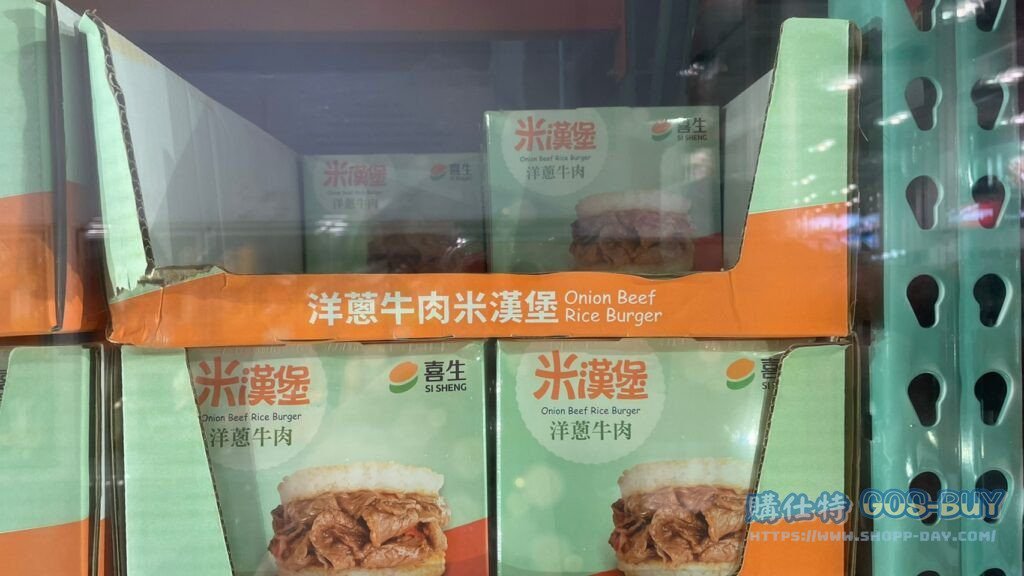 米漢堡
喜生
洋蔥牛肉
米漢堡
Onion Beef Rice Burger
洋蔥牛肉
喜生
SI SHENG
洋蔥牛肉米漢堡
Onion Beef
Rice Burger
米漢堡
Onion Beef Rice Burger
洋蔥牛肉
喜生
SI SHENG
米漢堡
Onion Beef Rice Burger
洋蔥牛肉
購仕特 GOS-BUY
HTTPS://WWW.SHOPP-DAY.COM/